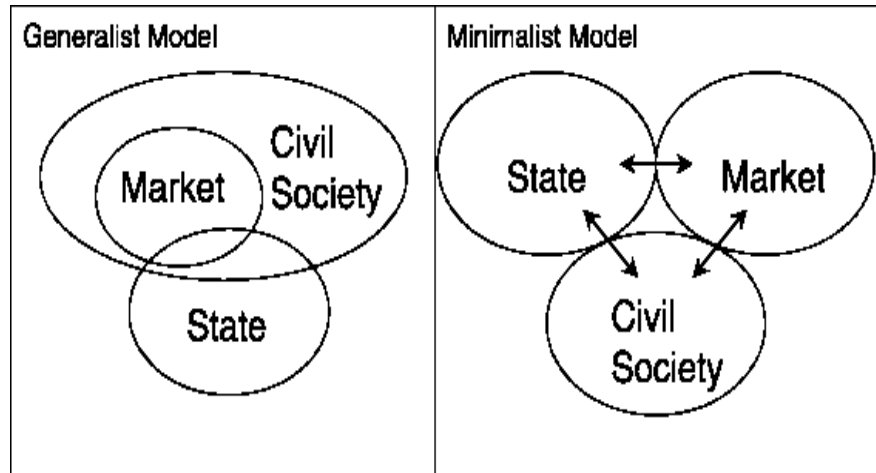 Generalist Model
Civil
Society
Market
State
Minimalist Model
State
Market
Civil
Society